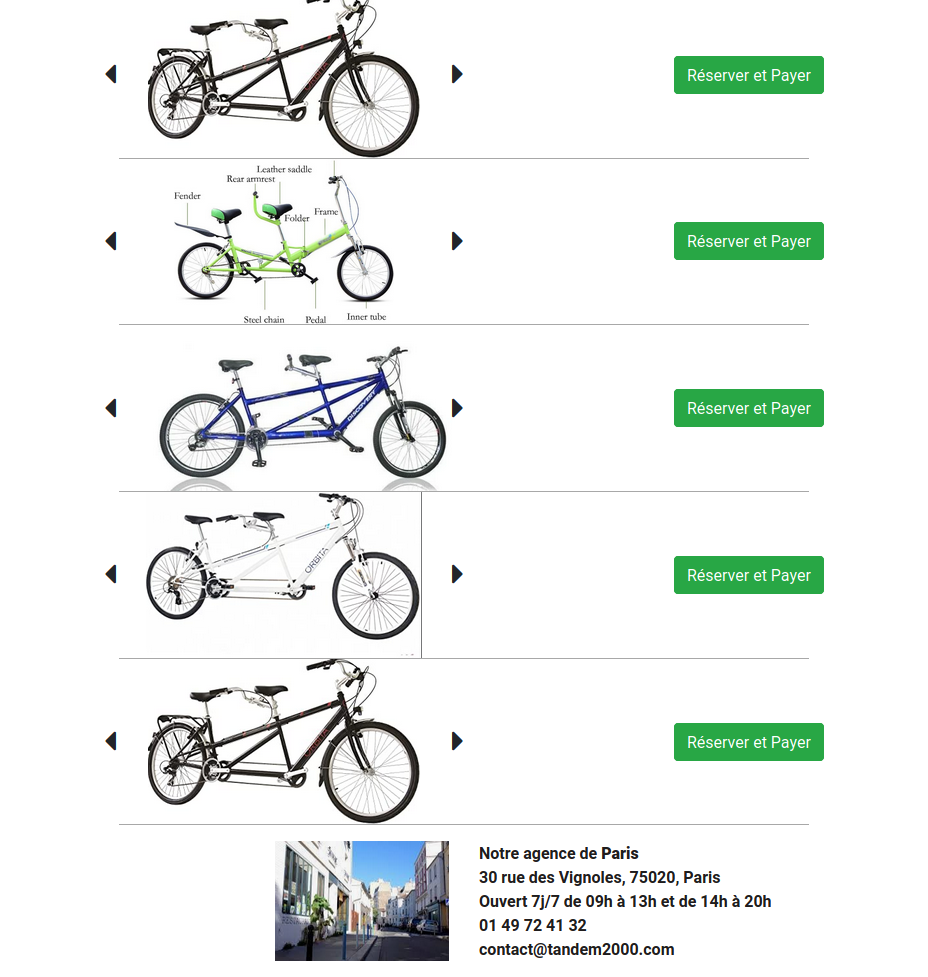 Réserver et Payer
Leather saddle
Rear armrest
Fender
Folder
Frame
Steel chain
Pedal
Inner tube
Réserver et Payer
DISCOVERY
Réserver et Payer
ORBITA
Réserver et Payer
Réserver et Payer
Notre agence de Paris
30 rue des Vignoles, 75020, Paris
Ouvert 7j/7 de 09h à 13h et de 14h à 20h
01 49 72 41 32
contact@tandem2000.com